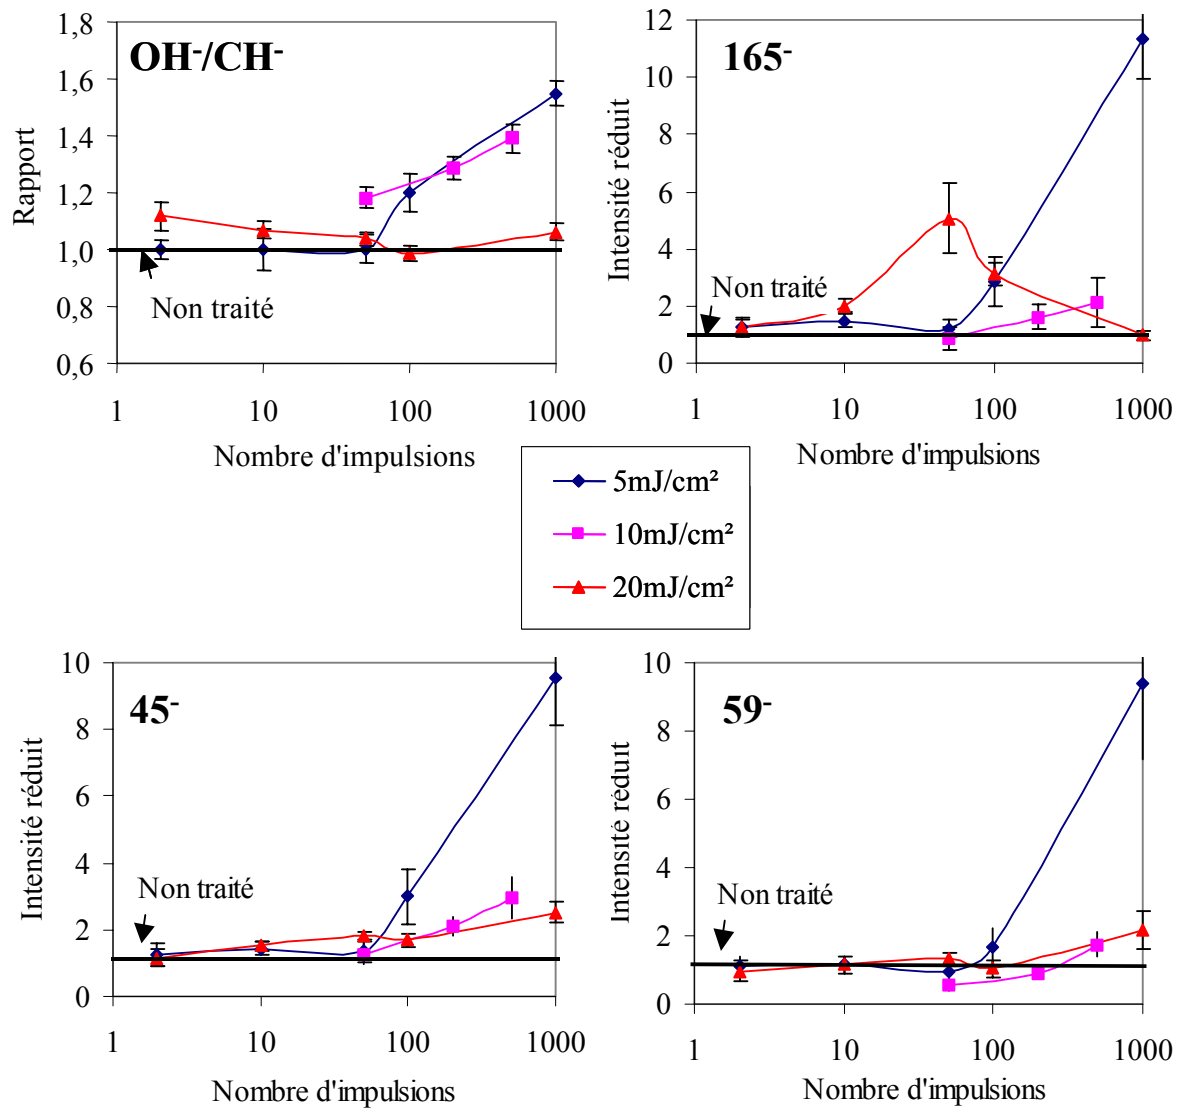 OH⁻/CH⁻
Rapport
1,8
1,6
1,4
1,2
1,0
0,8
0,6
Non traité
1 10 100 1000
Nombre d'impulsions
165⁻
Intensité réduit
12
10
8
6
4
2
0
Non traité
1 10 100 1000
Nombre d'impulsions
5mJ/cm²
10mJ/cm²
20mJ/cm²
45⁻
Intensité réduit
10
8
6
4
2
0
Non traité
1 10 100 1000
Nombre d'impulsions
59⁻
Intensité réduit
10
8
6
4
2
0
Non traité
1 10 100 1000
Nombre d'impulsions